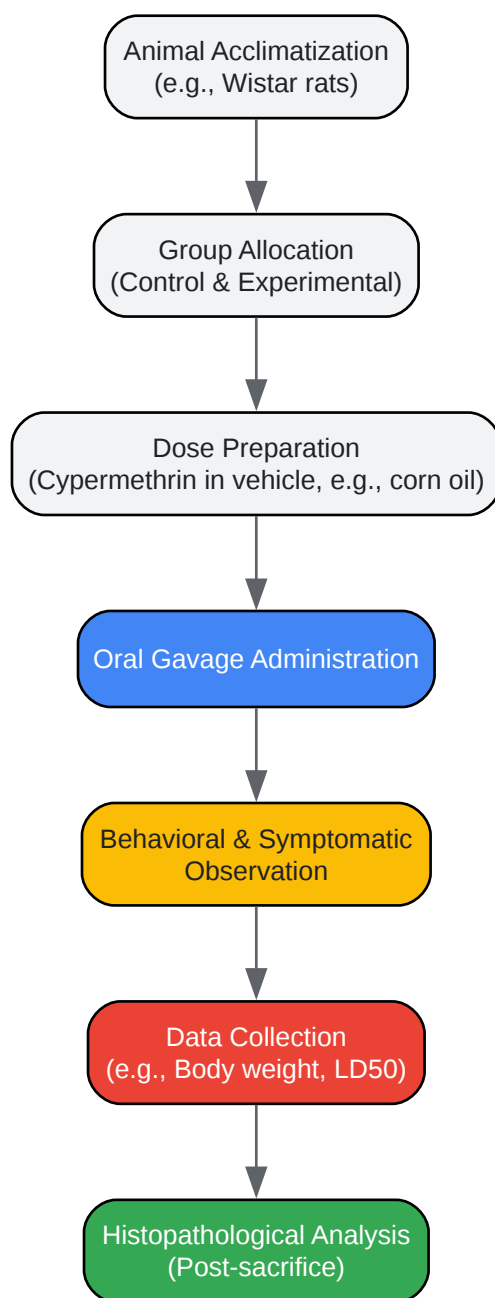 Animal Acclimatization
(e.g., Wistar rats)
Group Allocation
(Control & Experimental)
Dose Preparation
(Cypermethrin in vehicle, e.g., corn oil)
Oral Gavage Administration
Behavioral & Symptomatic
Observation
Data Collection
(e.g., Body weight, LD50)
Histopathological Analysis
(Post-sacrifice)